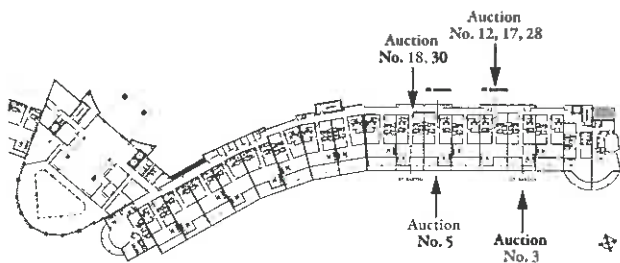 Auction
No. 12, 17, 28
Auction
No. 18, 30
Auction
No. 5
Auction
No. 3